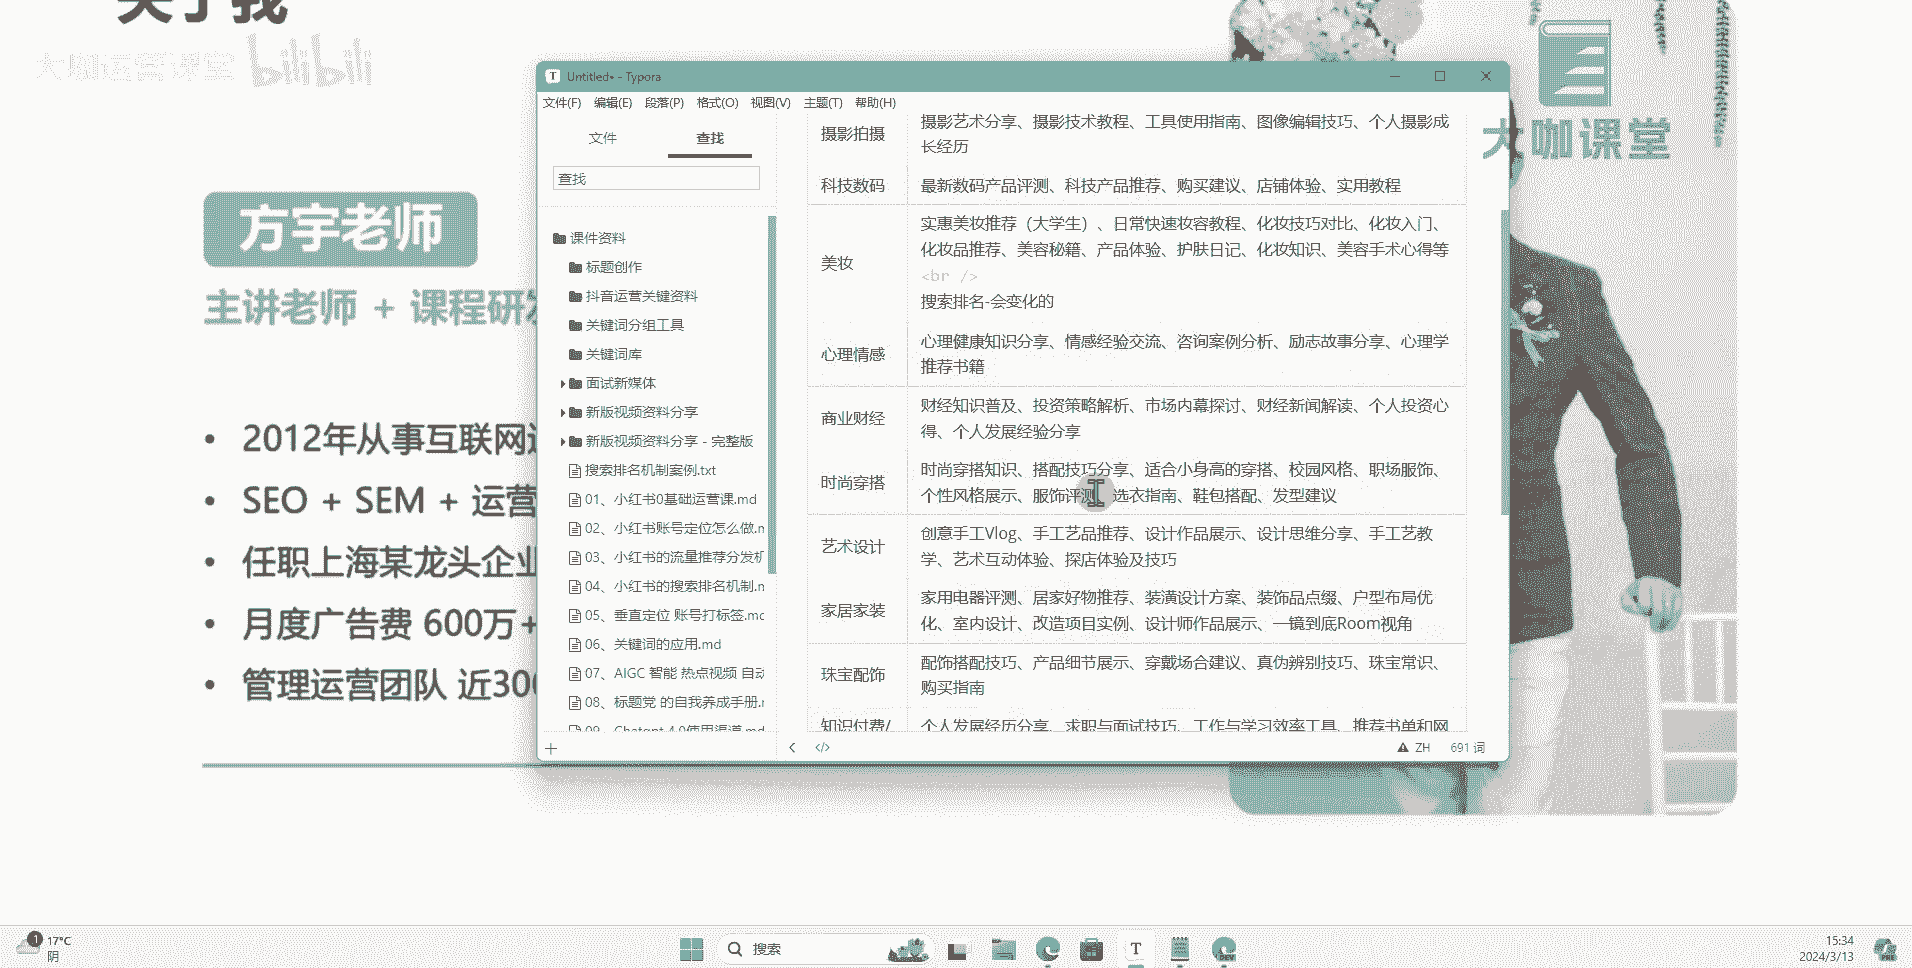 关于我
大咖运营课堂 bilibili
方宇老师
主讲老师 + 课程研发
• 2012年从事互联网
• SEO + SEM + 运营
• 任职上海某龙头企业
• 月度广告费 600万+
• 管理运营团队 近300
大咖课堂
Untitled• - Typora
文件(F) 编辑(E) 段落(P) 格式(O) 视图(V) 主题(T) 帮助(H)
文件 查找
查找
课件资料
标题创作
抖音运营关键资料
关键词分组工具
关键词库
面试新媒体
新版视频资料分享
新版视频资料分享 - 完整版
搜索排名机制案例.txt
01、小红书0基础运营课.md
02、小红书账号定位怎么做.m
03、小红书的流量推荐分发机
04、小红书的搜索排名机制.m
05、垂直定位 账号打标签.mc
06、关键词的应用.md
07、AIGC 智能 热点视频 自动
08、标题党 的自我养成手册.m
09、Chatgpt 4.0使用渠道.md
摄影拍摄
摄影艺术分享、摄影技术教程、工具使用指南、图像编辑技巧、个人摄影成
长经历
科技数码
最新数码产品评测、科技产品推荐、购买建议、店铺体验、实用教程
美妆
实惠美妆推荐（大学生）、日常快速妆容教程、化妆技巧对比、化妆入门、
化妆品推荐、美容秘籍、产品体验、护肤日记、化妆知识、美容手术心得等
<br />
搜索排名-会变化的
心理情感
心理健康知识分享、情感经验交流、咨询案例分析、励志故事分享、心理学
推荐书籍
商业财经
财经知识普及、投资策略解析、市场内幕探讨、财经新闻解读、个人投资心
得、个人发展经验分享
时尚穿搭
时尚穿搭知识、搭配技巧分享、适合小身高的穿搭、校园风格、职场服饰、
个性风格展示、服饰评测、选衣指南、鞋包搭配、发型建议
艺术设计
创意手工Vlog、手工艺品推荐、设计作品展示、设计思维分享、手工艺教
学、艺术互动体验、探店体验及技巧
家居家装
家用电器评测、居家好物推荐、装潢设计方案、装饰品点缀、户型布局优
化、室内设计、改造项目实例、设计师作品展示、一镜到底Room视角
珠宝配饰
配饰搭配技巧、产品细节展示、穿戴场合建议、真伪辨别技巧、珠宝常识、
购买指南
知识付费/
个人发展经历分享、求职与面试技巧、工作与学习效率工具、推荐书单和网
ZH 691 词
1 17°C
阴
搜索
DEV
15:34
2024/3/13
PRE